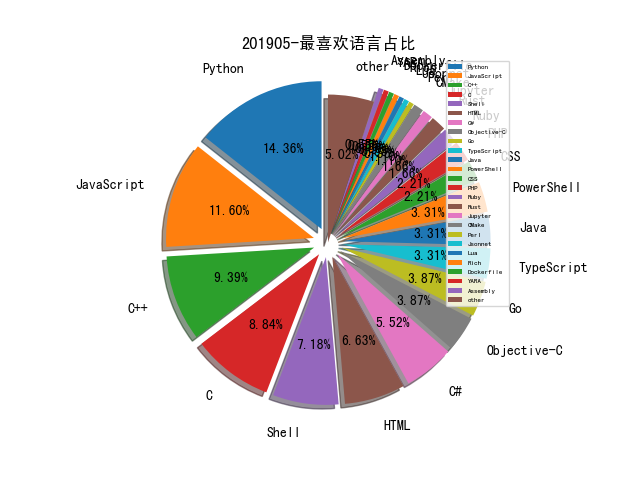 201905-最喜欢语言占比
Python
JavaScript
C++
C
Shell
HTML
C#
Objective-C
Go
TypeScript
Java
PowerShell
CSS
other
14.36%
11.60%
9.39%
8.84%
7.18%
6.63%
5.52%
3.87%
3.87%
3.31%
3.31%
3.31%
2.21%
2.21%
1.66%
5.02%
Python
JavaScript
C++
C
Shell
HTML
C#
Objective-C
Go
TypeScript
Java
PowerShell
CSS
PHP
Ruby
Rust
Jupyter
CMake
Perl
Jsonnet
Lua
Rich
Dockerfile
YARA
Assembly
other